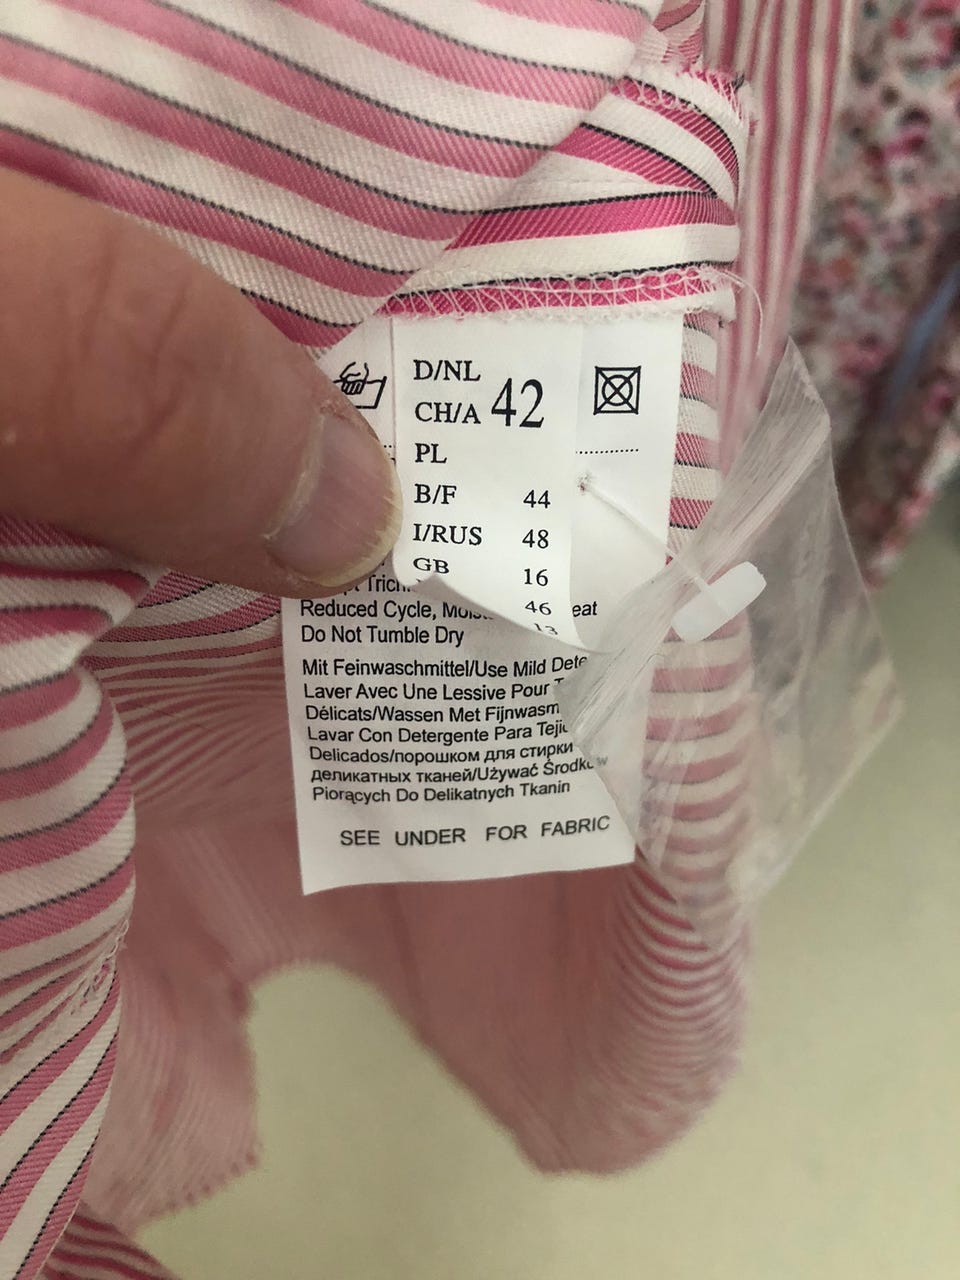 D/NL
CH/A 42
PL
B/F 44
I/RUS 48
GB 16
46
13
Reduced Cycle,
Do Not Tumble Dry
Mit Feinwaschmittel/Use Mild
Laver Avec Une Lessive Pour
Délicats/Wassen Met
Lavar Con Detergente Para
Delicados/порошком для стирки
деликатных тканей/Używać
Piorących Do Delikatnych Tkanin
SEE UNDER FOR FABRIC